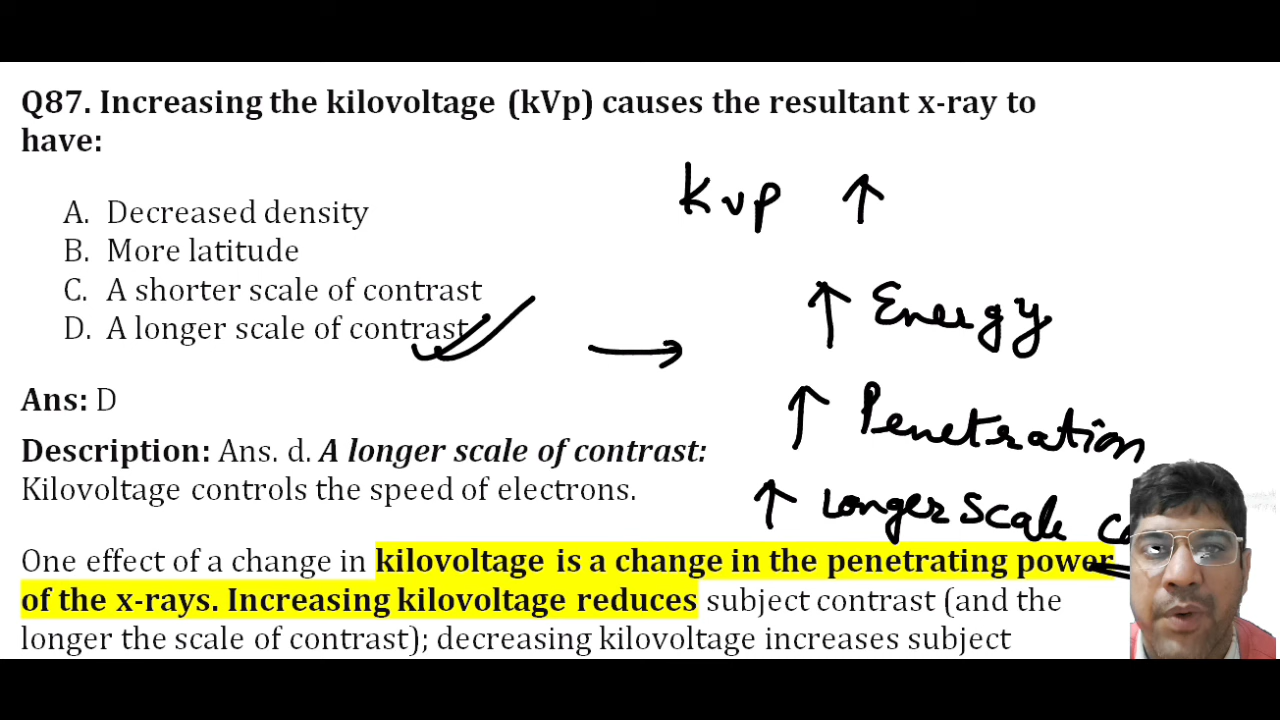 Q87. Increasing the kilovoltage (kVp) causes the resultant x-ray to
have:
A. Decreased density
B. More latitude
C. A shorter scale of contrast
D. A longer scale of contrast
Ans: D
Description: Ans. d. A longer scale of contrast:
Kilovoltage controls the speed of electrons.
One effect of a change in kilovoltage is a change in the penetrating power
of the x-rays. Increasing kilovoltage reduces subject contrast (and the
longer the scale of contrast); decreasing kilovoltage increases subject
kvp ↑
↑ Energy
→
↑ Penetration
↑ Longer Scale